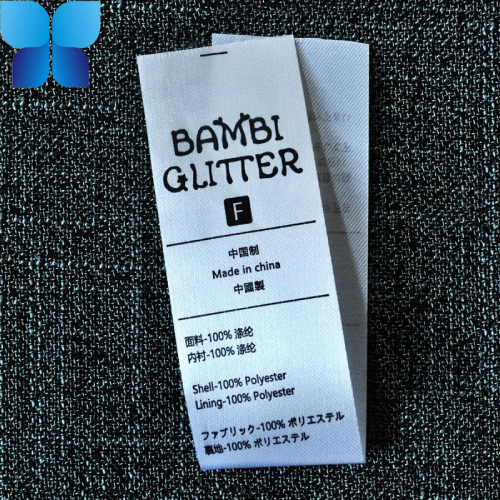 BAMBI
GLITTER
F
中国制
Made in china
中國製
面料-100% 涤纶
内衬-100% 涤纶
Shell-100% Polyester
Lining-100% Polyester
ファブリック-100% ポリエステル
裏地-100% ポリエステル